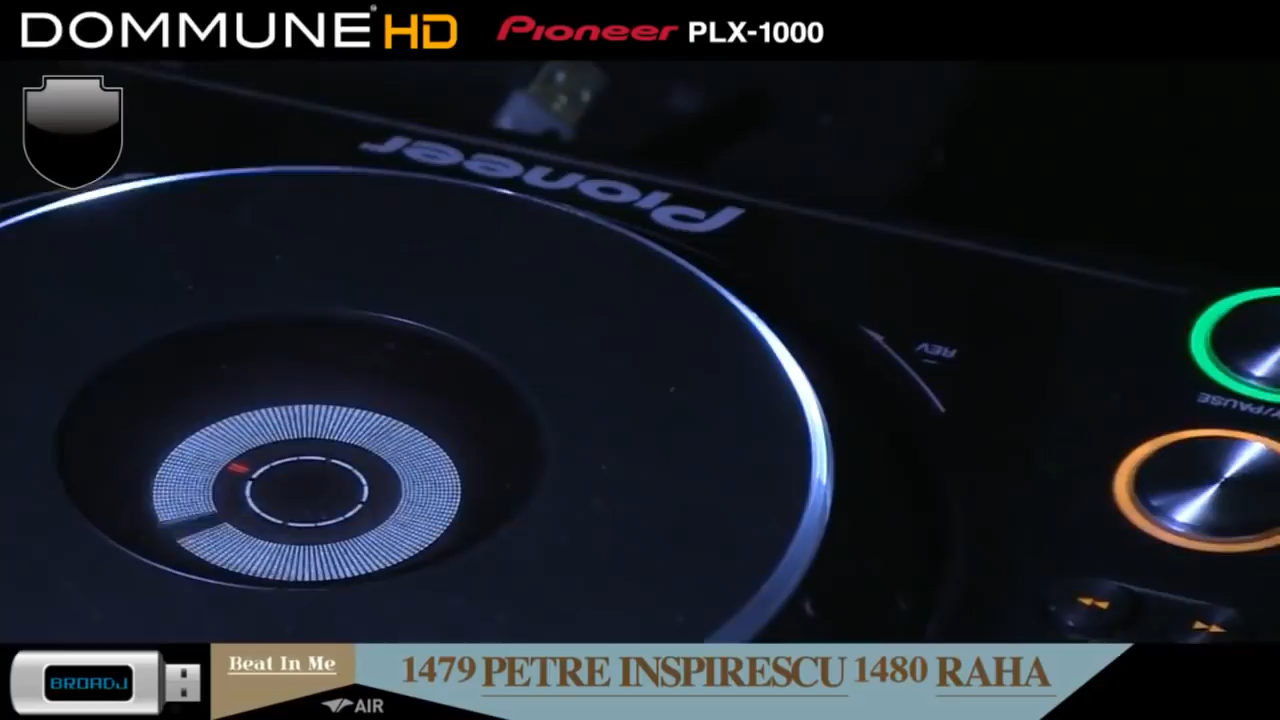 DOMMUNE HD Pioneer PLX-1000
Pioneer
REV
/PAUSE
BROADJ
Beat In Me
1479 PETRE INSPIRESCU 1480 RAHA
AIR